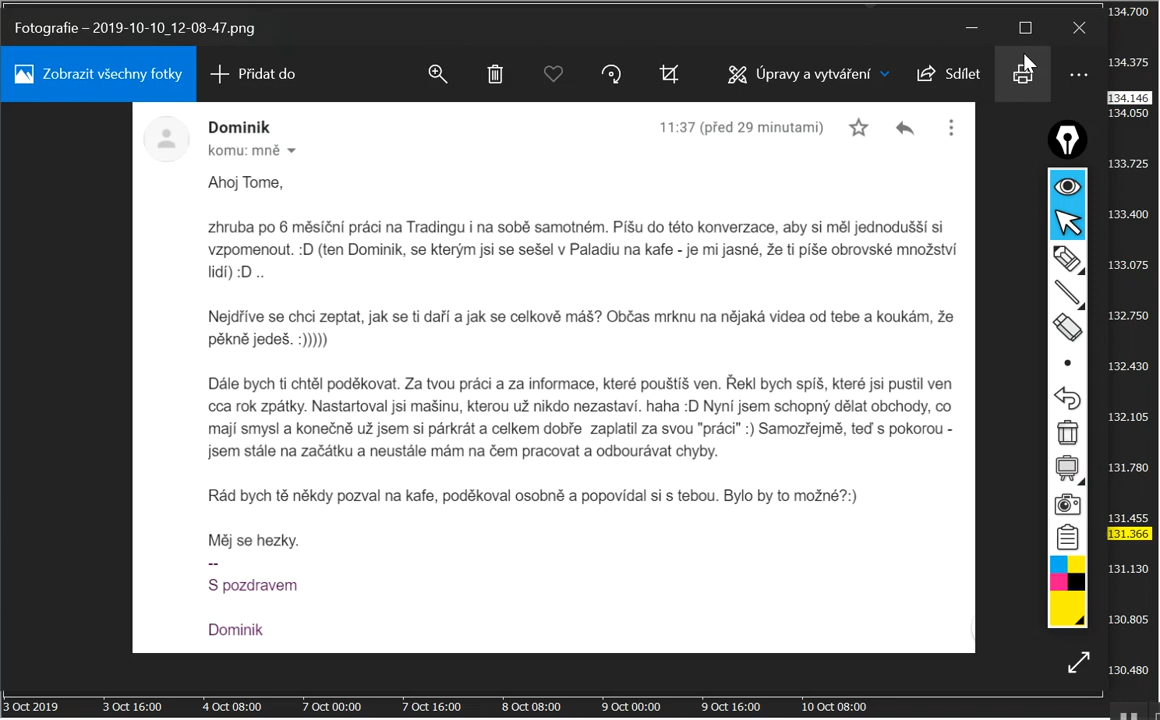 Fotografie – 2019-10-10_12-08-47.png
Zobrazit všechny fotky
Přidat do
Úpravy a vytváření
Sdílet
Dominik
11:37 (před 29 minutami)
komu: mně
Ahoj Tome,
zhruba po 6 měsíční práci na Tradingu i na sobě samotném. Píšu do této konverzace, aby si měl jednodušší si
vzpomenout. :D (ten Dominik, se kterým jsi se sešel v Paladiu na kafe - je mi jasné, že ti píše obrovské množství
lidí) :D ..
Nejdříve se chci zeptat, jak se ti daří a jak se celkově máš? Občas mrknu na nějaká videa od tebe a koukám, že
pěkně jedeš. :)))))
Dále bych ti chtěl poděkovat. Za tvou práci a za informace, které pouštíš ven. Řekl bych spíš, které jsi pustil ven
cca rok zpátky. Nastartoval jsi mašinu, kterou už nikdo nezastaví. haha :D Nyní jsem schopný dělat obchody, co
mají smysl a konečně už jsem si párkrát a celkem dobře  zaplatil za svou "práci" :) Samozřejmě, teď s pokorou -
jsem stále na začátku a neustále mám na čem pracovat a odbourávat chyby.
Rád bych tě někdy pozval na kafe, poděkoval osobně a popovídal si s tebou. Bylo by to možné?:)
Měj se hezky.
--
S pozdravem
Dominik
134.700
134.375
134.146
134.050
133.725
133.400
133.075
132.750
132.430
132.105
131.780
131.455
131.366
131.130
130.805
130.480
3 Oct 2019
3 Oct 16:00
4 Oct 08:00
7 Oct 00:00
7 Oct 16:00
8 Oct 08:00
9 Oct 00:00
9 Oct 16:00
10 Oct 08:00